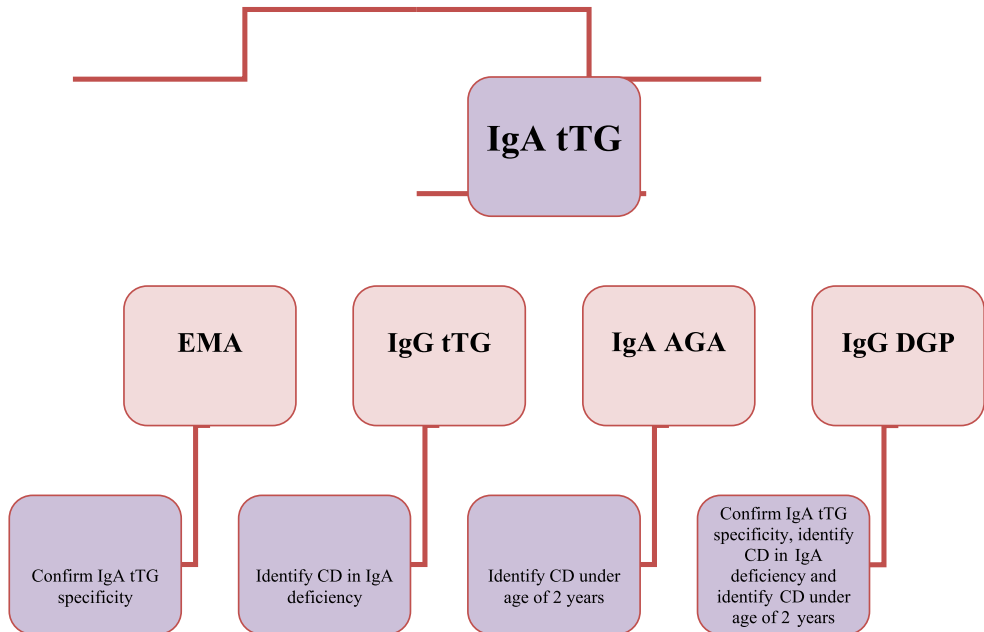 IgA tTG
EMA
IgG tTG
IgA AGA
IgG DGP
Confirm IgA tTG
specificity
Identify CD in IgA
deficiency
Identify CD under
age of 2 years
Confirm IgA tTG
specificity, identify
CD in IgA
deficiency and
identify CD under
age of 2 years